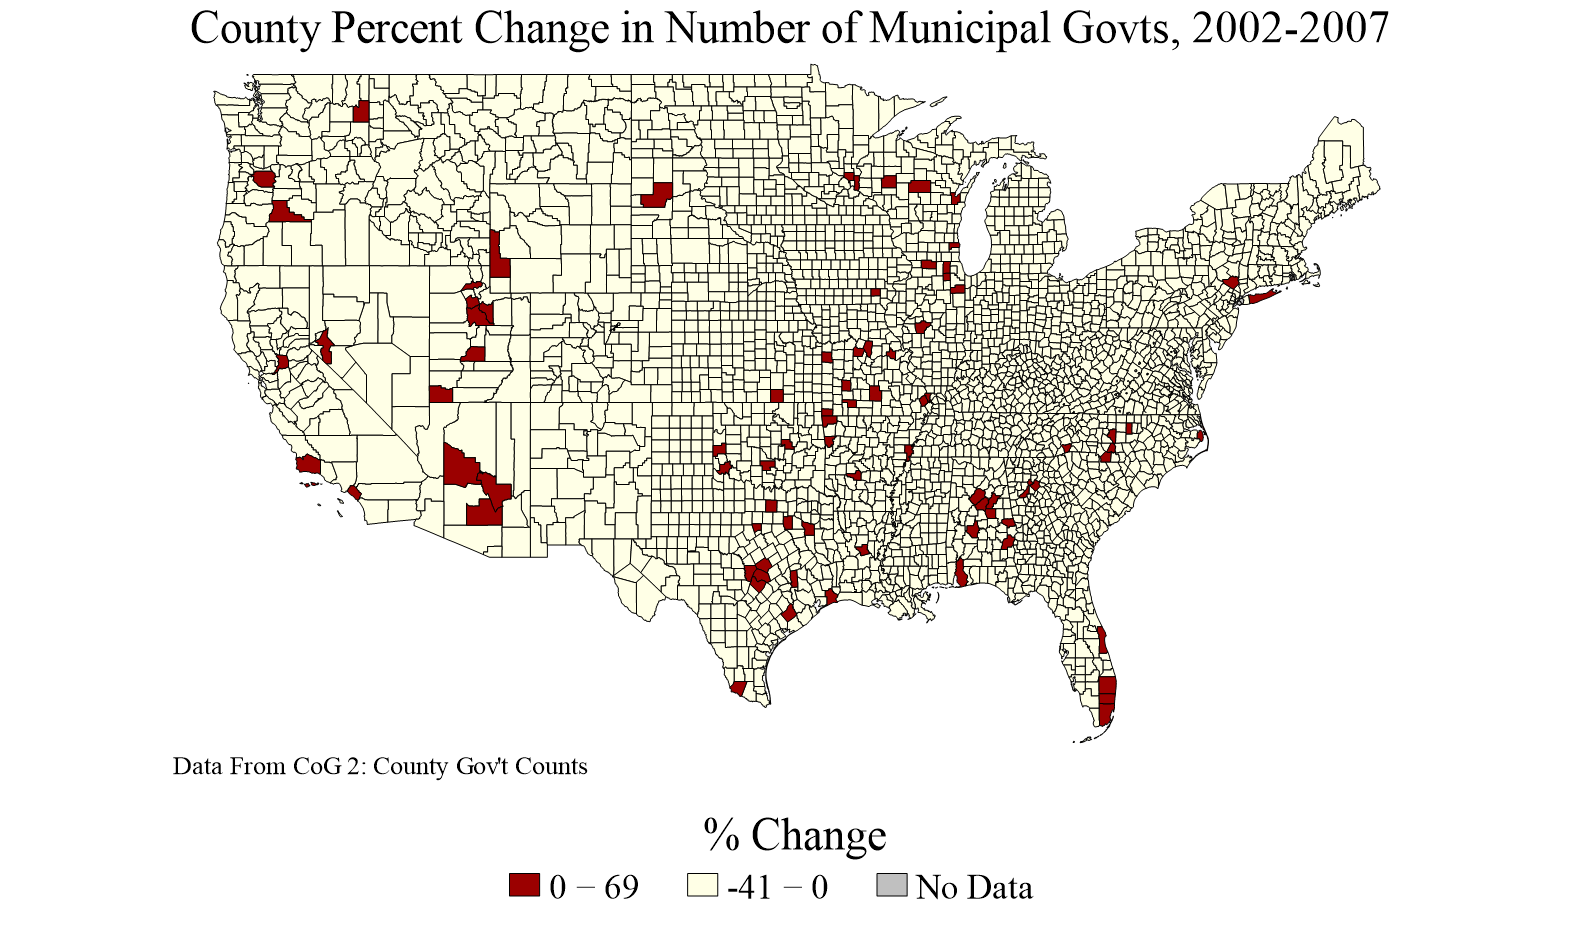 County Percent Change in Number of Municipal Govts, 2002-2007
Data From CoG 2: County Gov't Counts
% Change
0 – 69
-41 – 0
No Data